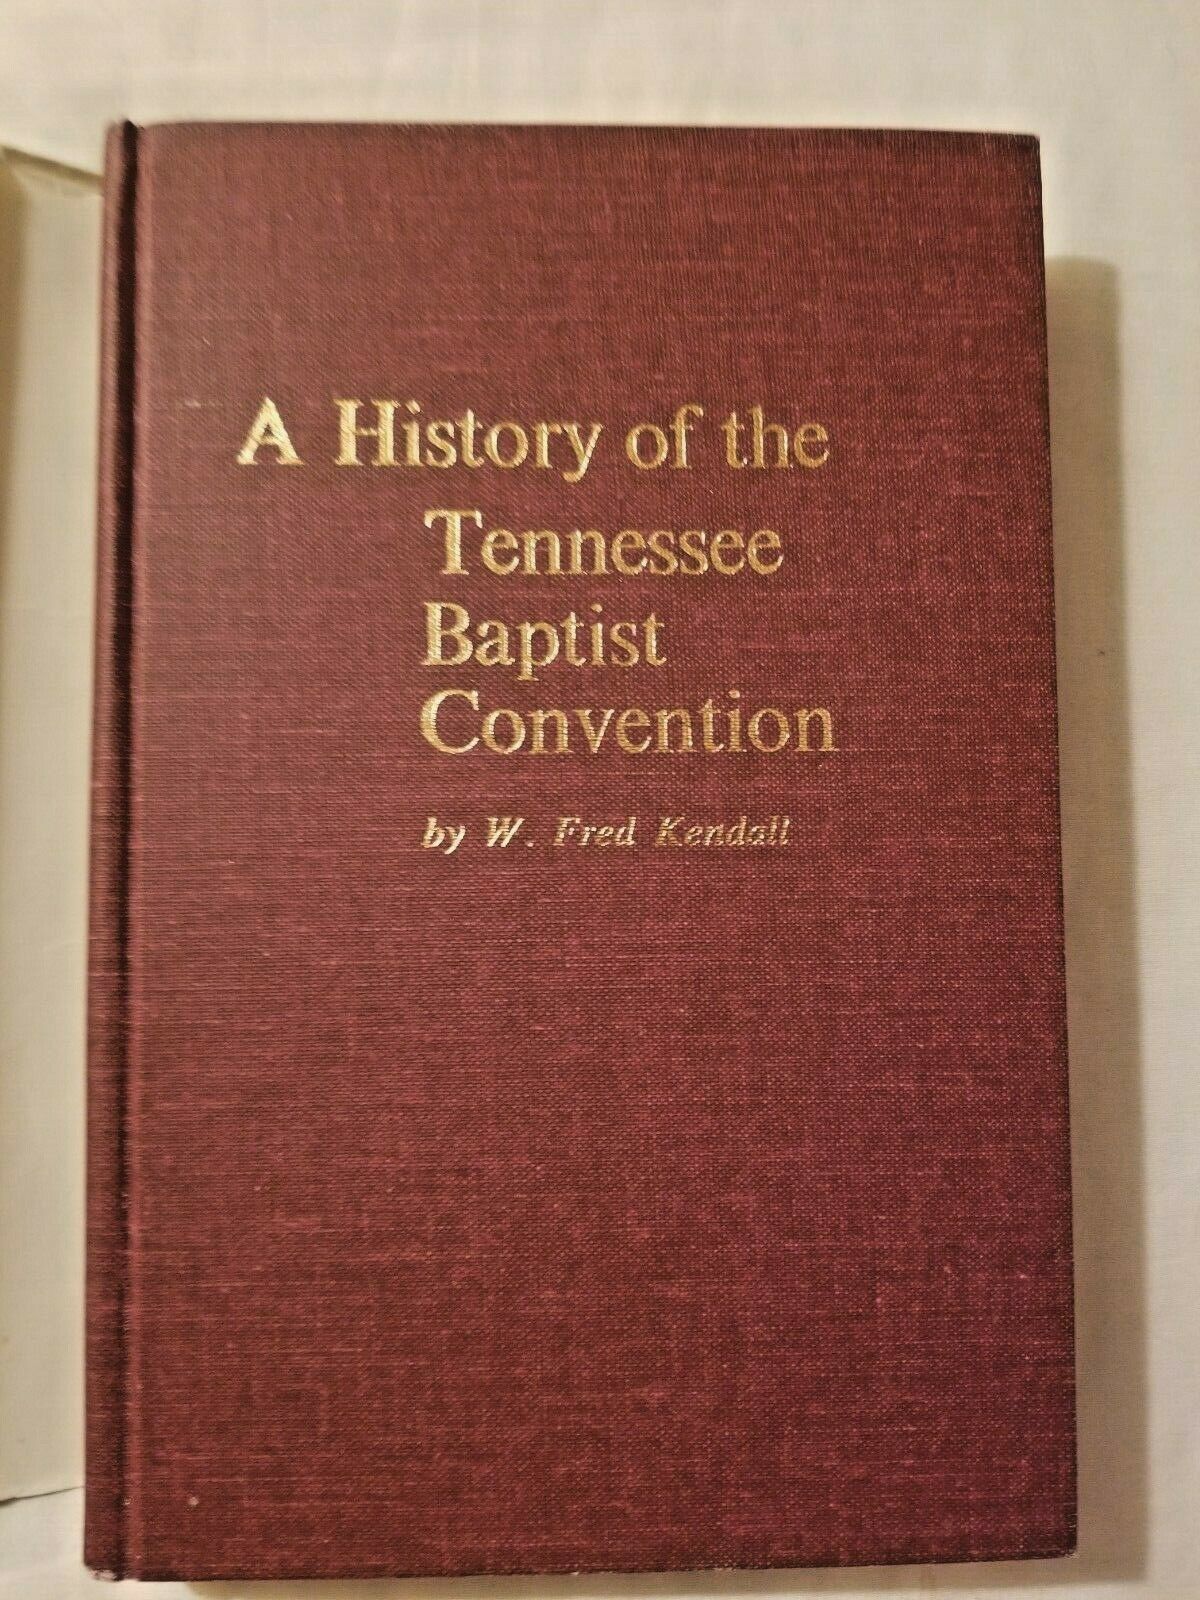 A History of the
Tennessee
Baptist
Convention
by W. Fred Kendall